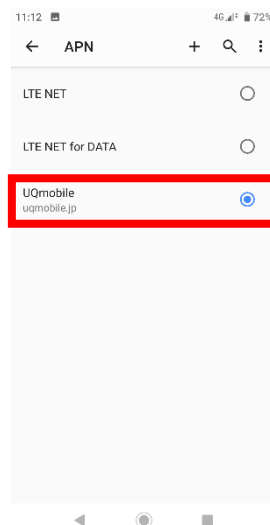 11:12 4G 72%
APN
LTE NET
LTE NET for DATA
UQmobile
uqmobile.jp